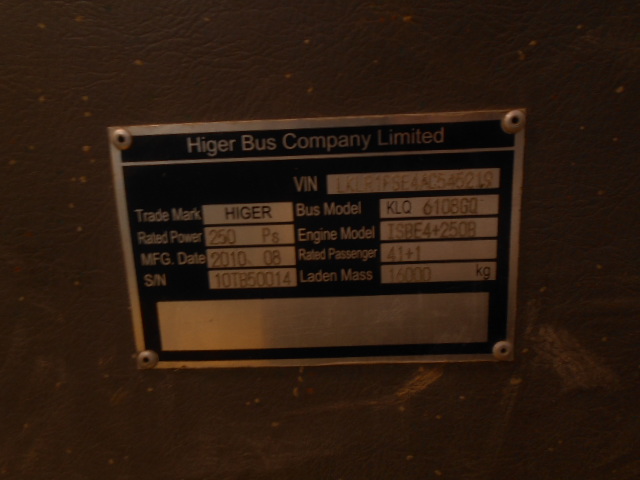 Higer Bus Company Limited
VIN
Trade Mark HIGER Bus Model KLQ 6108GQ
Rated Power 250 Ps Engine Model ISBE4+250B
MFG. Date 2010. 08 Rated Passenger 41+1
S/N 10TB50014 Laden Mass 16000 kg